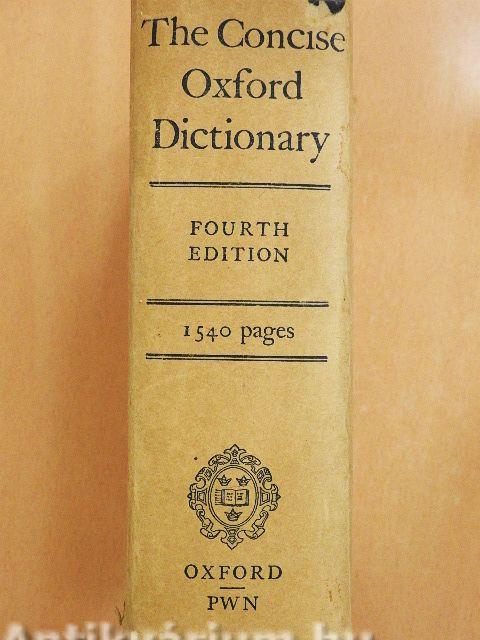 The Concise
Oxford
Dictionary
FOURTH
EDITION
1540 pages
OXFORD
PWN
Antikvárium.hu